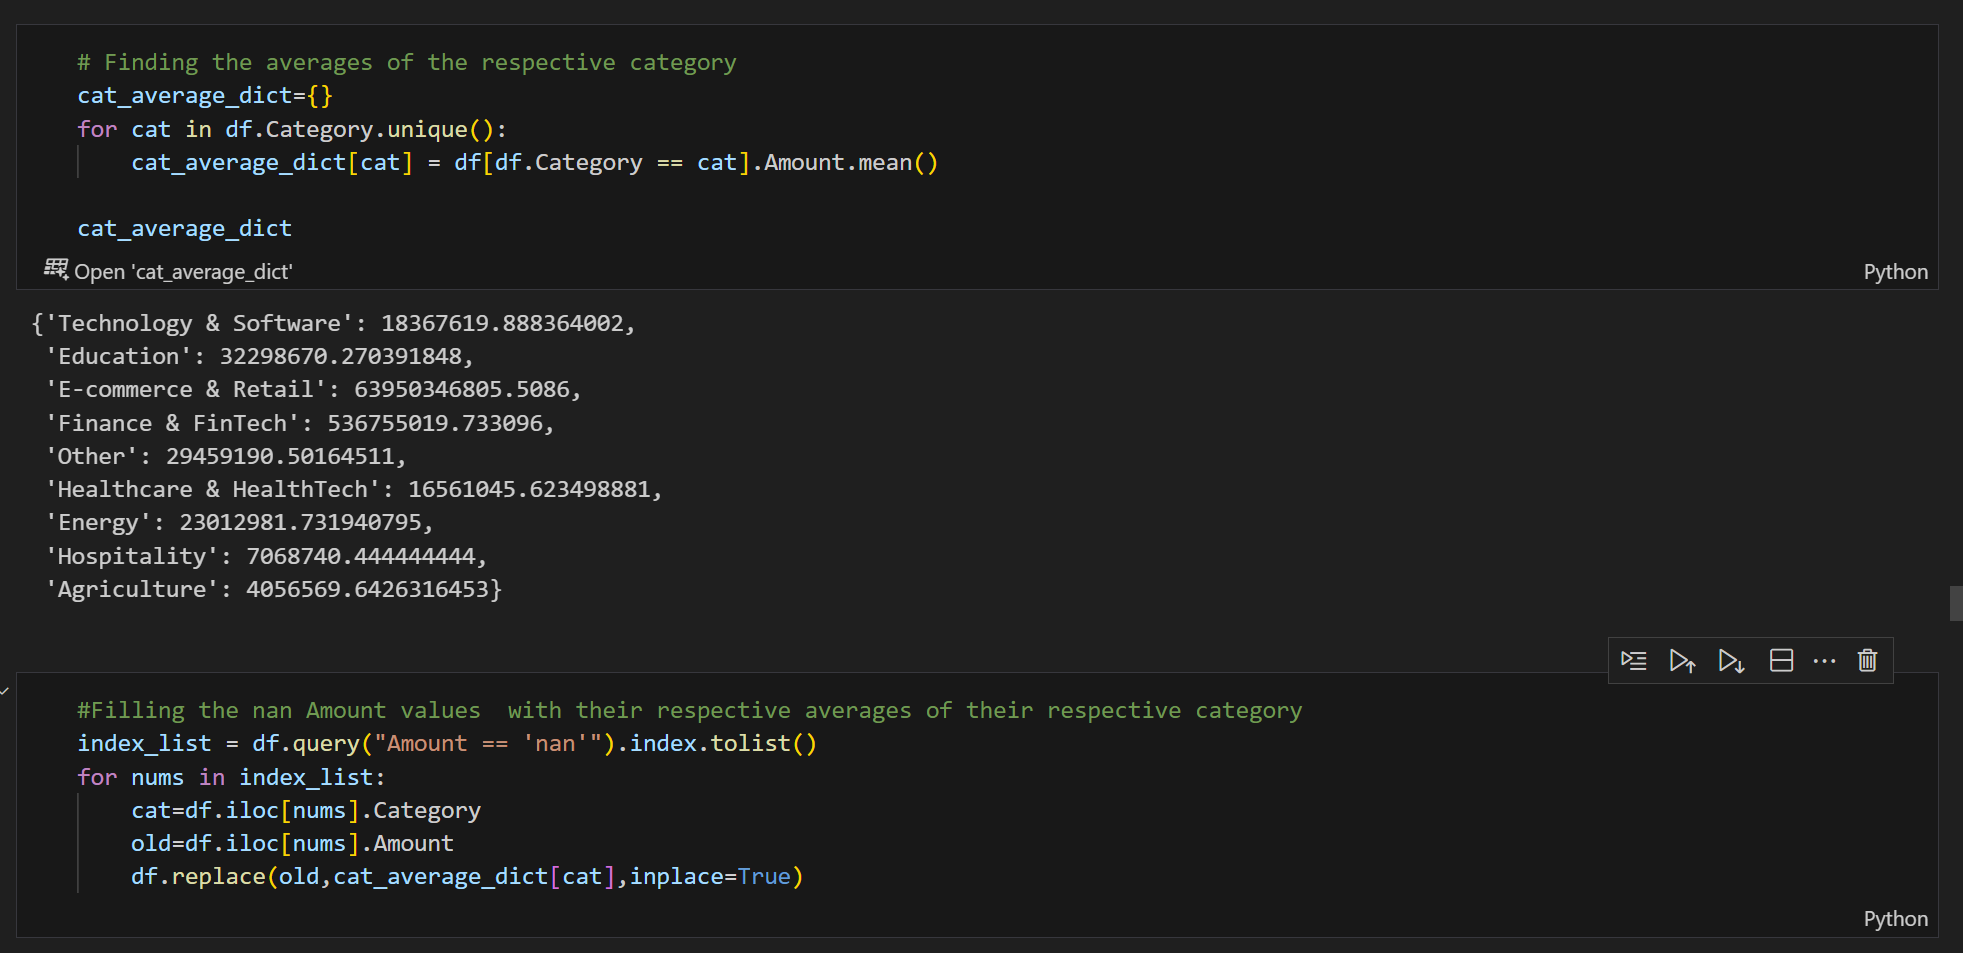 # Finding the averages of the respective category
cat_average_dict={}
for cat in df.Category.unique():
    cat_average_dict[cat] = df[df.Category == cat].Amount.mean()

cat_average_dict
Open 'cat_average_dict'
Python
{'Technology & Software': 18367619.888364002,
 'Education': 32298670.270391848,
 'E-commerce & Retail': 63950346805.5086,
 'Finance & FinTech': 536755019.733096,
 'Other': 29459190.50164511,
 'Healthcare & HealthTech': 16561045.623498881,
 'Energy': 23012981.731940795,
 'Hospitality': 7068740.444444444,
 'Agriculture': 4056569.6426316453}
#Filling the nan Amount values  with their respective averages of their respective category
index_list = df.query("Amount == 'nan'").index.tolist()
for nums in index_list:
    cat=df.iloc[nums].Category
    old=df.iloc[nums].Amount
    df.replace(old,cat_average_dict[cat],inplace=True)
Python